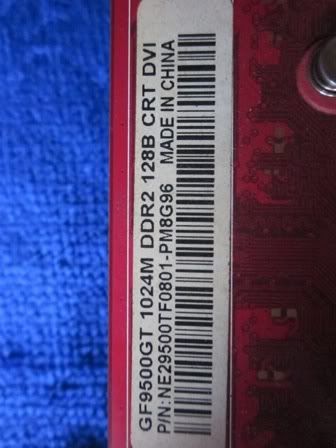 GF9500GT 1024M DDR2 128B CRT DVI
P/N:NE29500TF0801-PM8G96 MADE IN CHINA